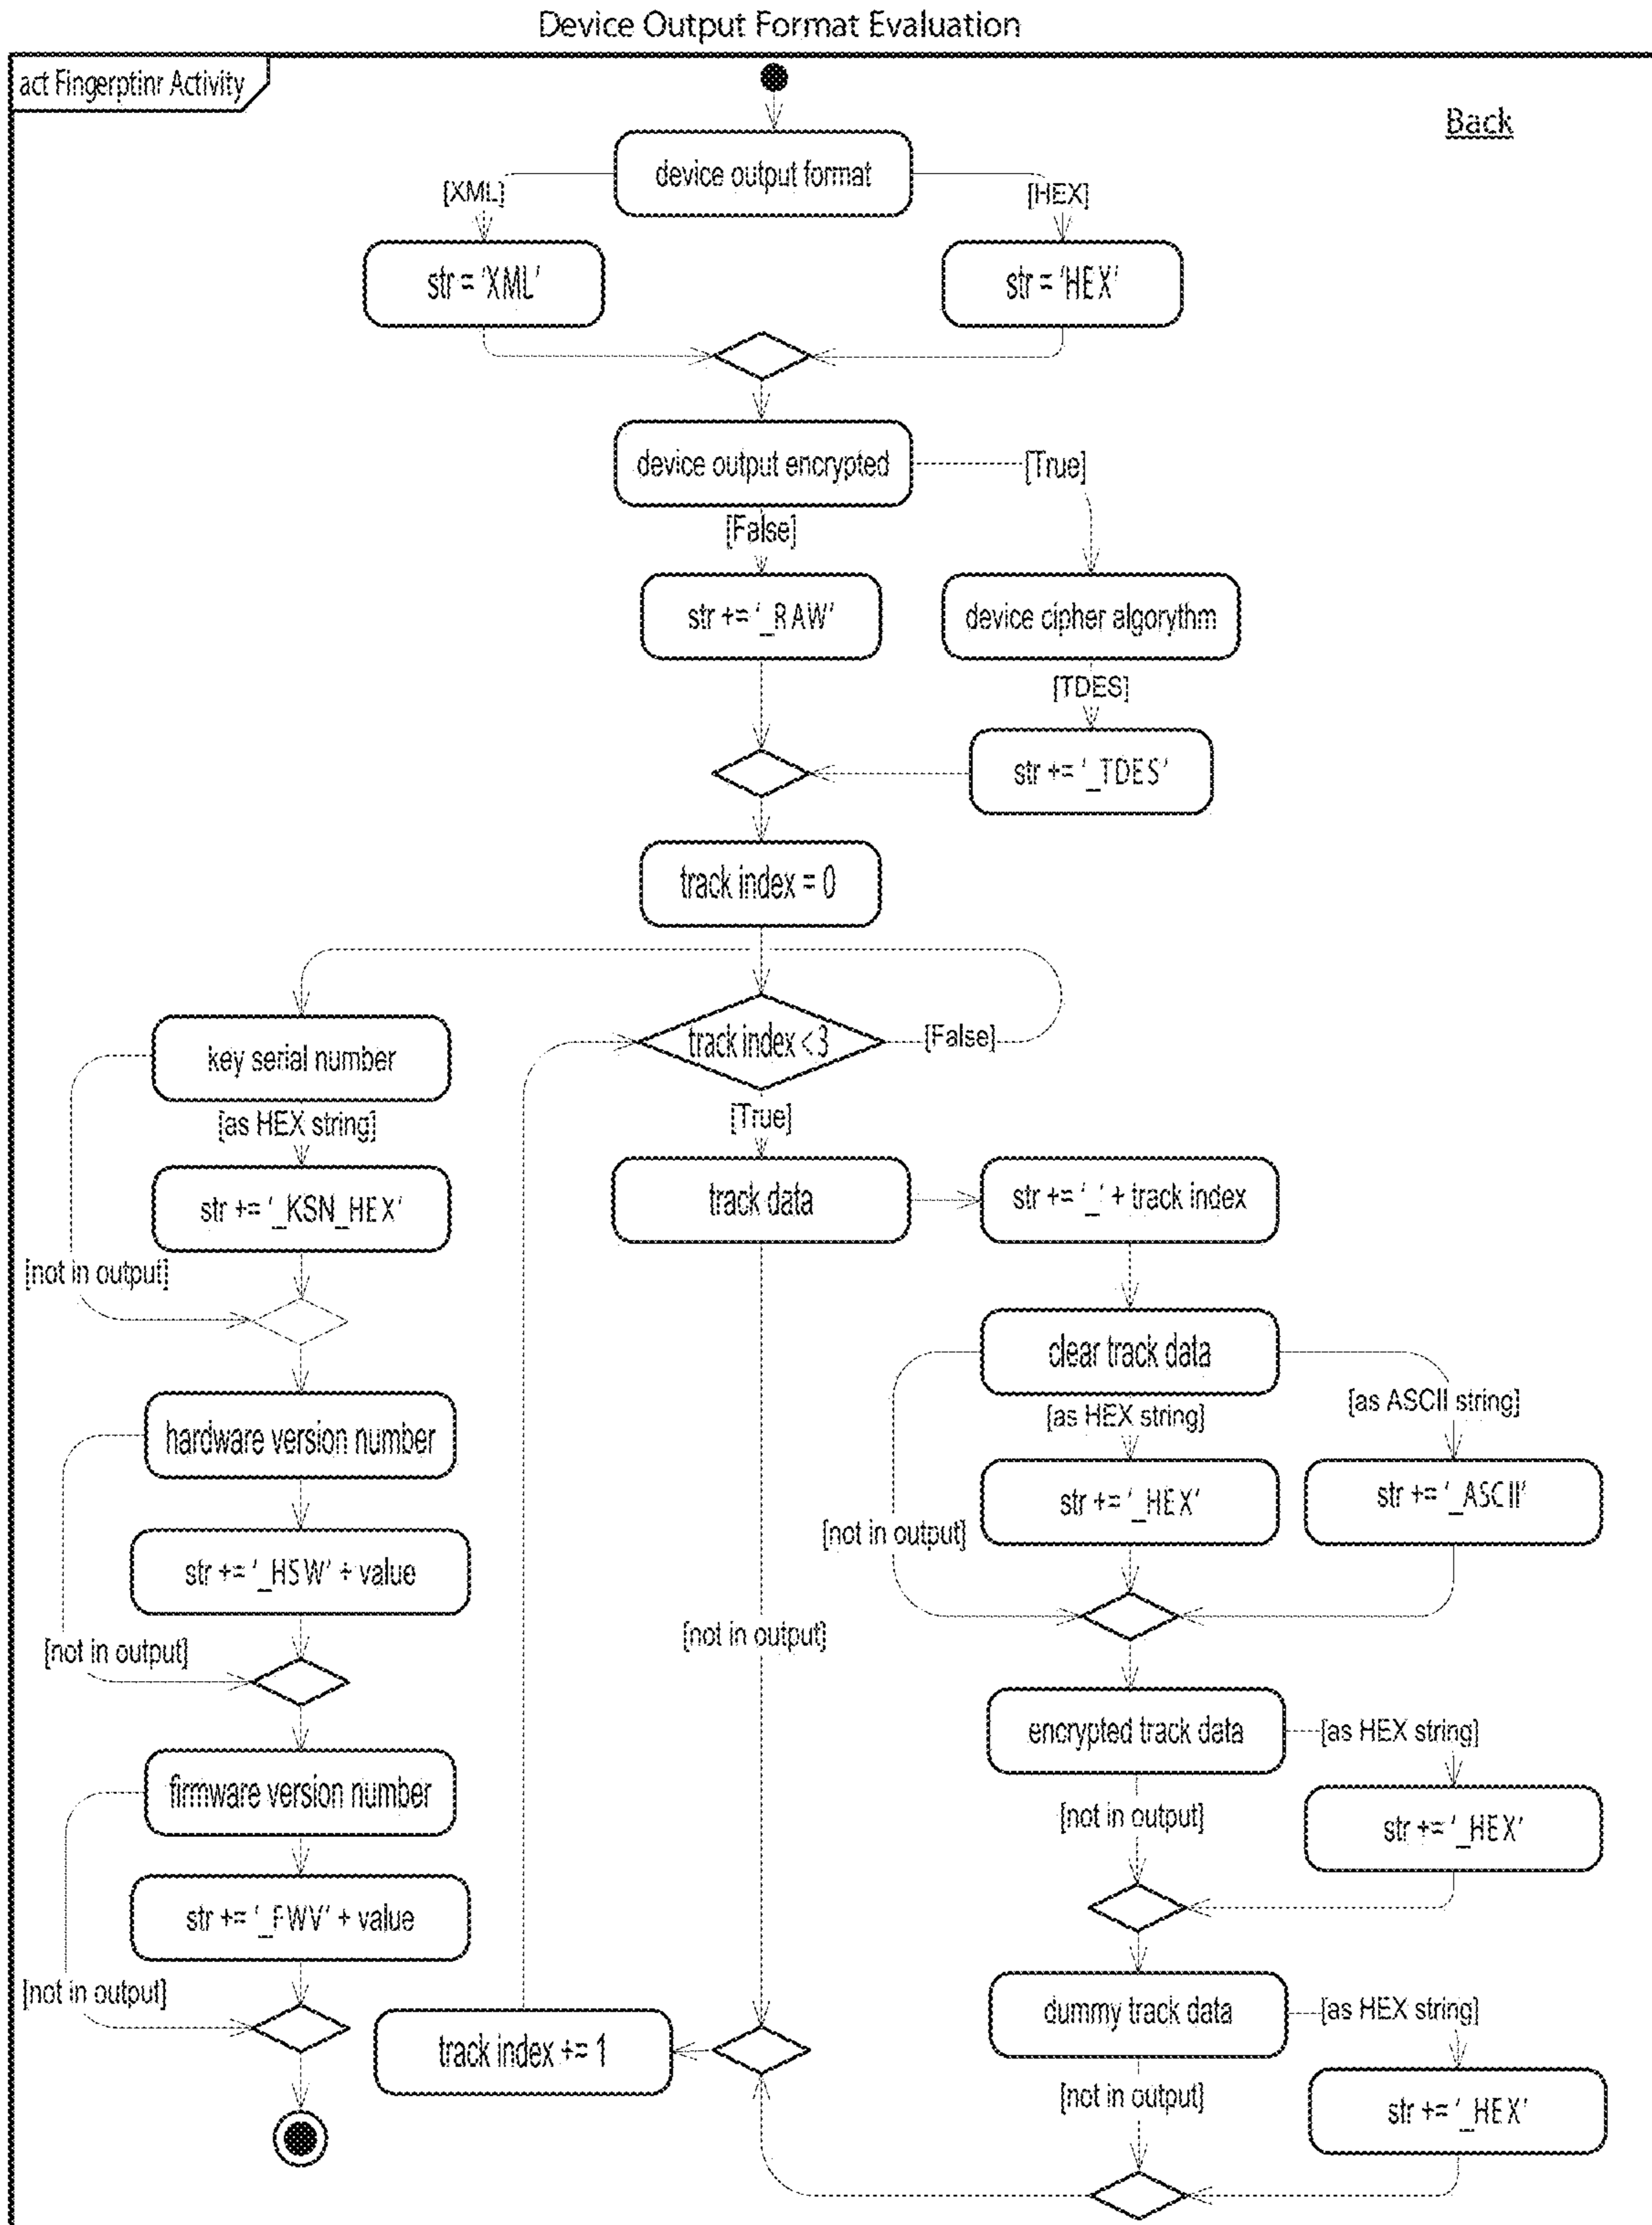 Device Output Format Evaluation
act Fingerptinr Activity
Back
device output format
[XML]
[HEX]
str = 'XML'
str = 'HEX'
device output encrypted
[True]
[False]
str += '_RAW'
device cipher algorythm
[TDES]
str += '_TDES'
track index = 0
track index < 3
[False]
key serial number
[as HEX string]
[True]
str += '_KSN_HEX'
track data
str += '_' + track index
[not in output]
clear track data
[as HEX string]
[as ASCII string]
hardware version number
str += '_HEX'
str += '_ASCII'
[not in output]
str += '_HSW' + value
[not in output]
[not in output]
encrypted track data
[as HEX string]
firmware version number
[not in output]
str += '_HEX'
str += '_FWV' + value
[not in output]
dummy track data
[as HEX string]
track index += 1
[not in output]
str += '_HEX'